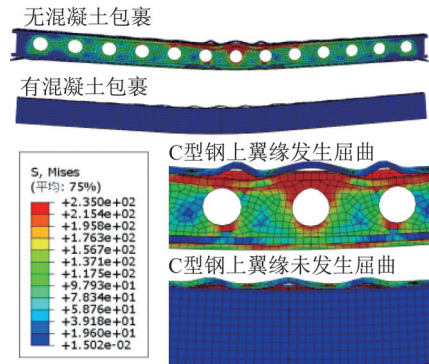 无混凝土包裹
有混凝土包裹
S, Mises
(平均: 75%)
+2.350e+02
+2.154e+02
+1.958e+02
+1.763e+02
+1.567e+02
+1.371e+02
+1.175e+02
+9.793e+01
+7.834e+01
+5.876e+01
+3.918e+01
+1.960e+01
+1.502e-02
C型钢上翼缘发生屈曲
C型钢上翼缘未发生屈曲